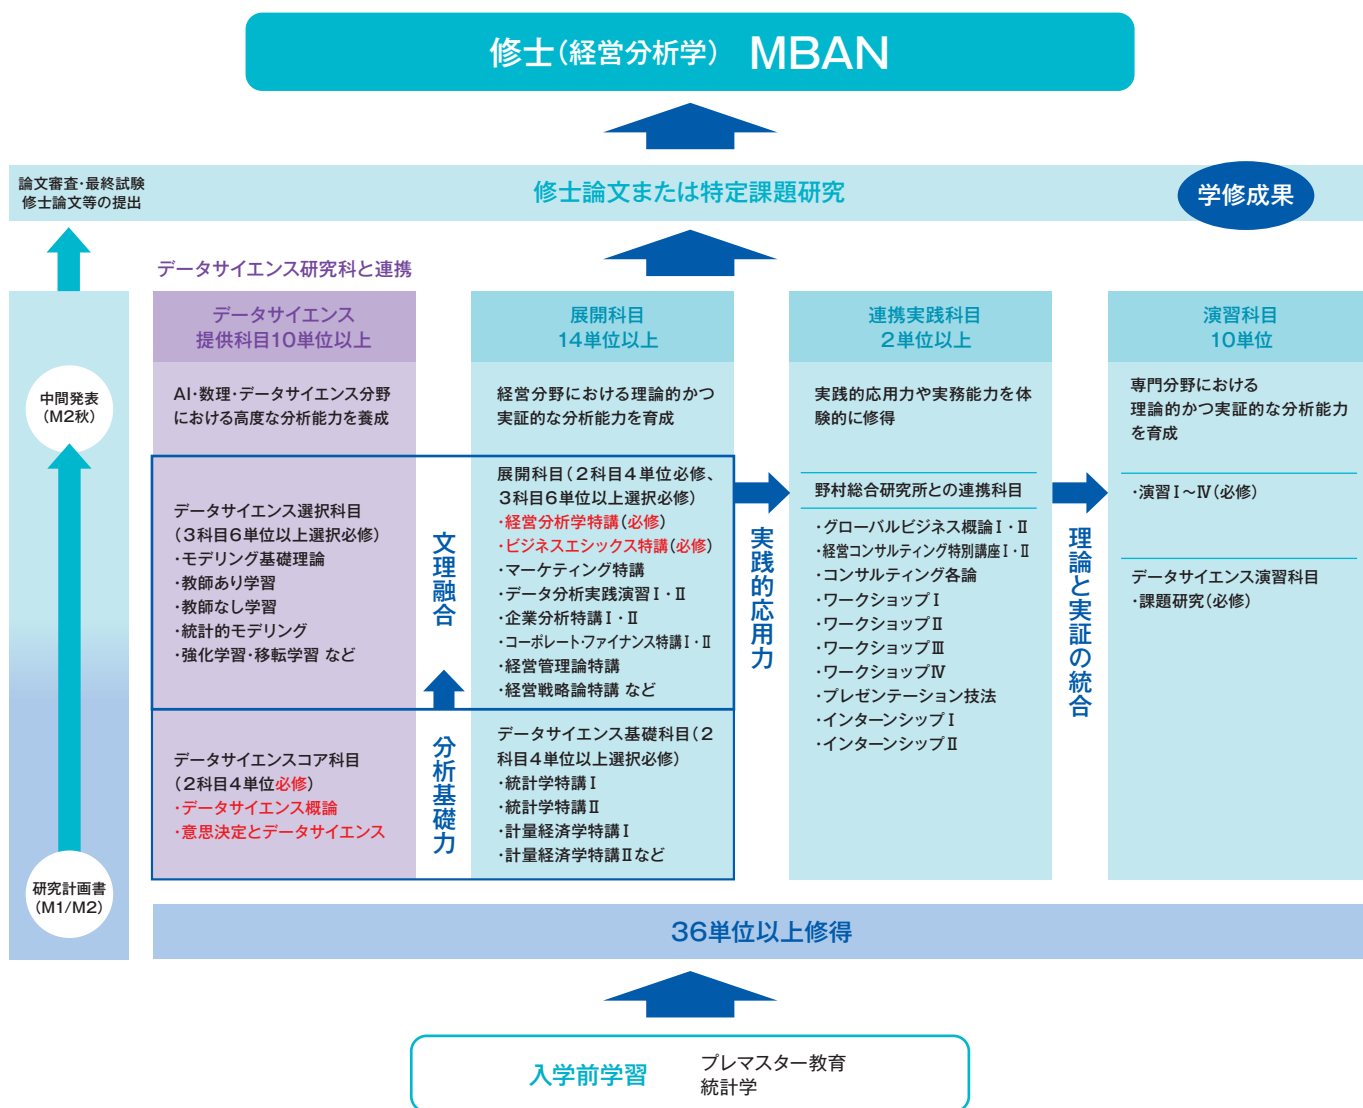 修士(経営分析学) MBAN
論文審査・最終試験
修士論文等の提出
修士論文または特定課題研究
学修成果
データサイエンス研究科と連携
中間発表
(M2秋)
研究計画書
(M1/M2)
データサイエンス
提供科目10単位以上
AI・数理・データサイエンス分野
における高度な分析能力を養成
データサイエンス選択科目
(3科目6単位以上選択必修)
・モデリング基礎理論
・教師あり学習
・教師なし学習
・統計的モデリング
・強化学習・移転学習 など
データサイエンスコア科目
(2科目4単位必修)
・データサイエンス概論
・意思決定とデータサイエンス
文理融合
分析基礎力
展開科目
14単位以上
経営分野における理論的かつ
実証的な分析能力を育成
展開科目(2科目4単位必修、
3科目6単位以上選択必修)
・経営分析学特講(必修)
・ビジネスエシックス特講(必修)
・マーケティング特講
・データ分析実践演習Ⅰ・Ⅱ
・企業分析特講Ⅰ・Ⅱ
・コーポレート・ファイナンス特講Ⅰ・Ⅱ
・経営管理論特講
・経営戦略論特講 など
データサイエンス基礎科目(2
科目4単位以上選択必修)
・統計学特講Ⅰ
・統計学特講Ⅱ
・計量経済学特講Ⅰ
・計量経済学特講Ⅱなど
実践的応用力
連携実践科目
2単位以上
実践的応用力や実務能力を体
験的に修得
野村総合研究所との連携科目
・グローバルビジネス概論Ⅰ・Ⅱ
・経営コンサルティング特別講座Ⅰ・Ⅱ
・コンサルティング各論
・ワークショップⅠ
・ワークショップⅡ
・ワークショップⅢ
・ワークショップⅣ
・プレゼンテーション技法
・インターンシップⅠ
・インターンシップⅡ
理論と実証の統合
演習科目
10単位
専門分野における
理論的かつ実証的な分析能力
を育成
・演習Ⅰ～Ⅳ(必修)
データサイエンス演習科目
・課題研究(必修)
36単位以上修得
入学前学習
プレマスター教育
統計学